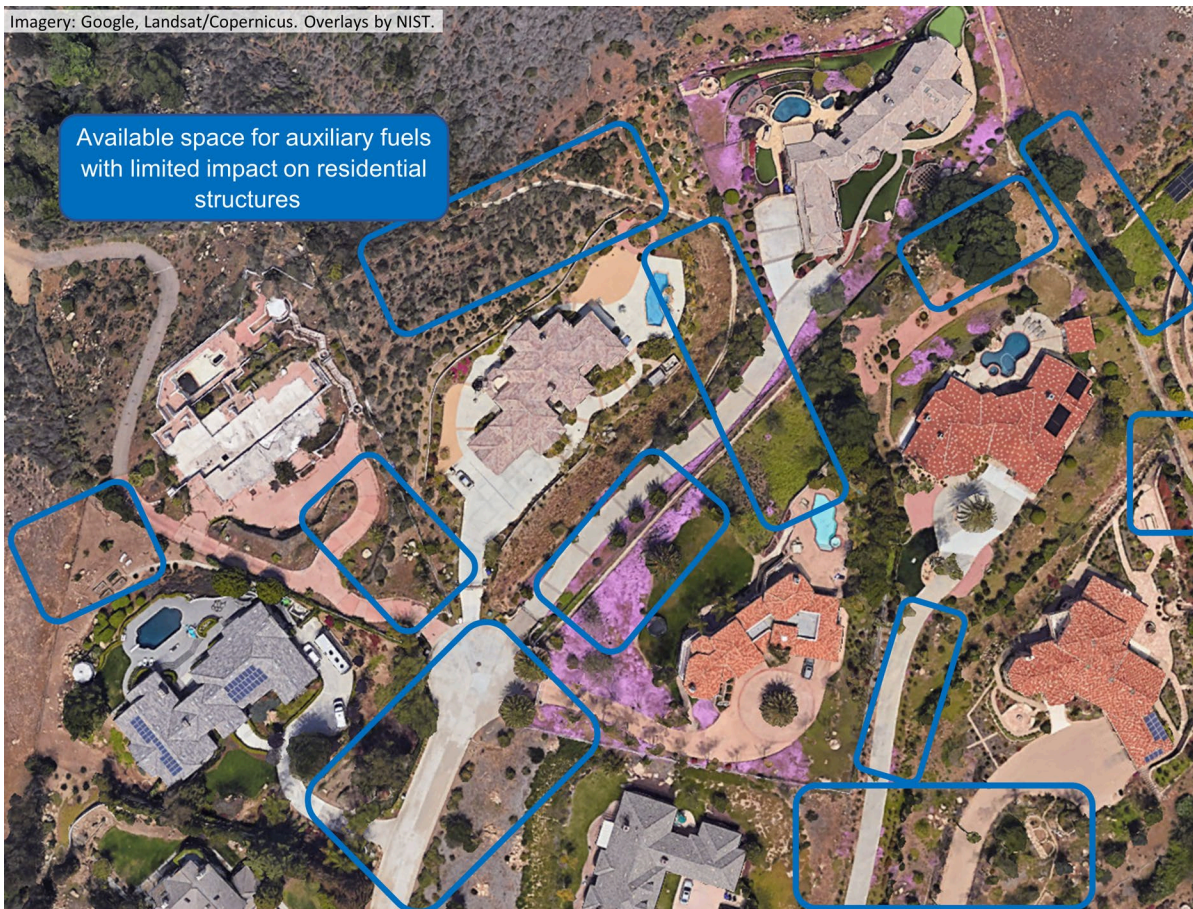 Imagery: Google, Landsat/Copernicus. Overlays by NIST.
Available space for auxiliary fuels
with limited impact on residential
structures